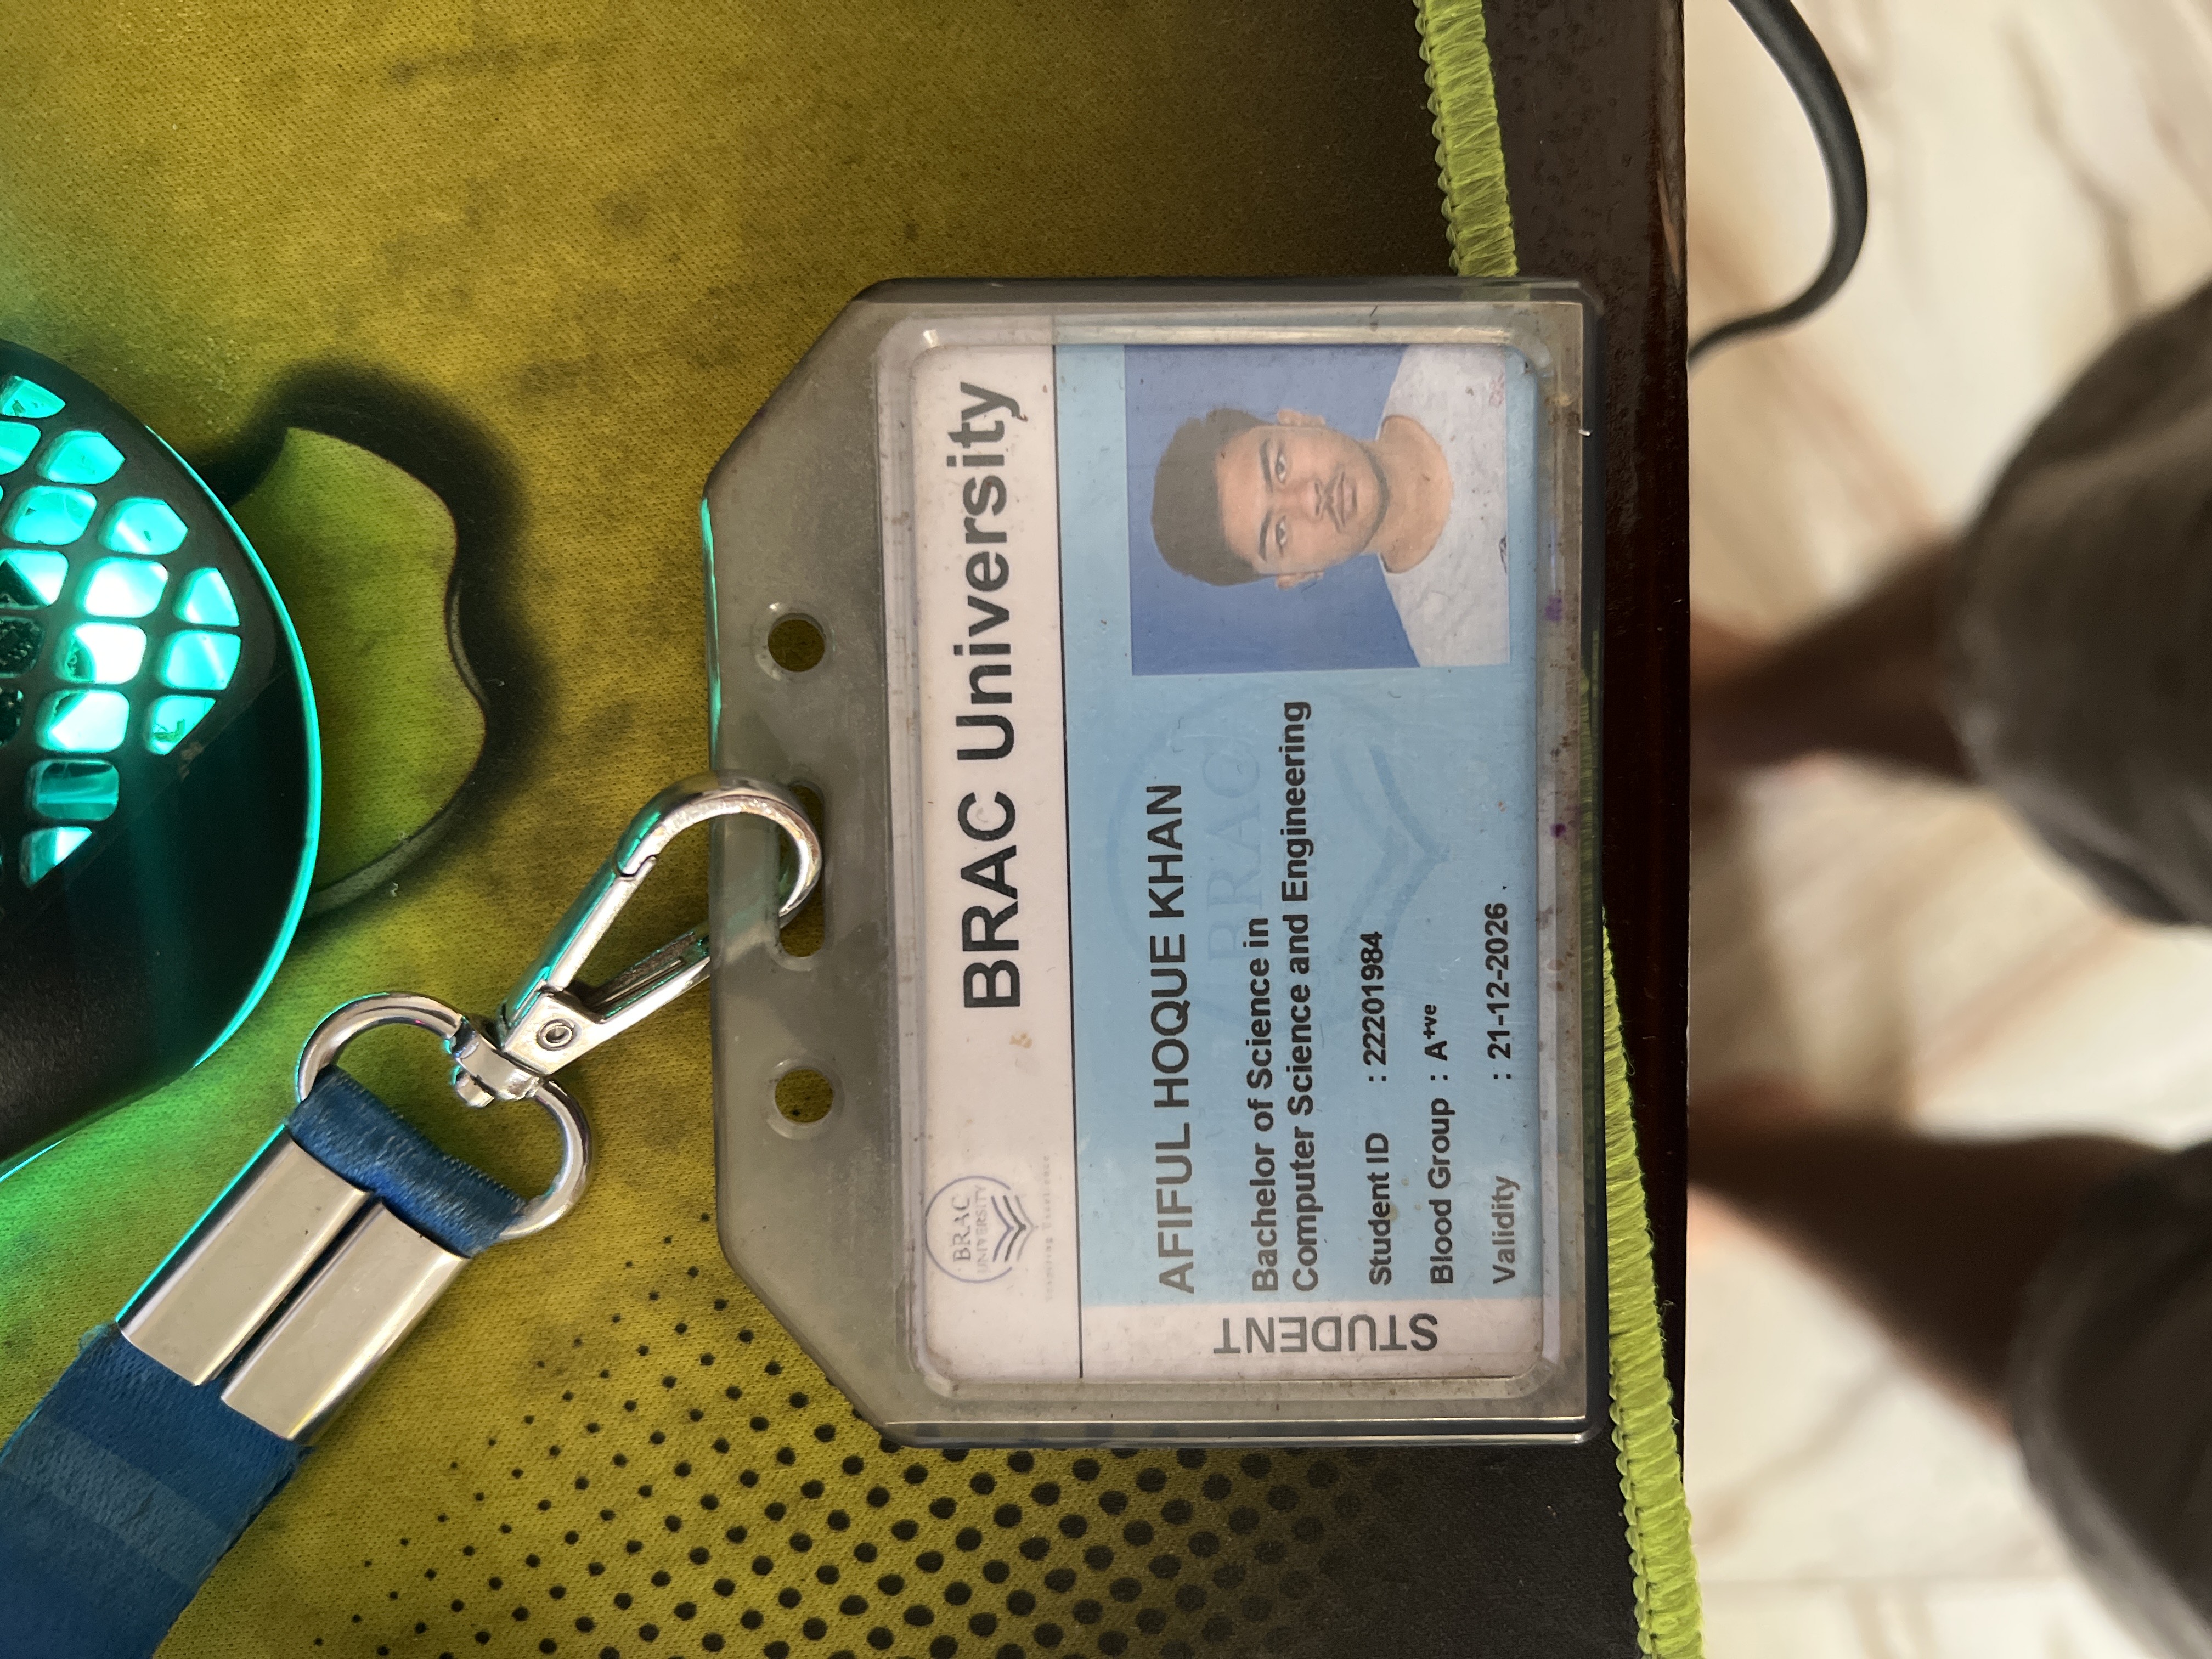 BRAC
UNIVERSITY
Inspiring Excellence
BRAC University
STUDENT
AFIFUL HOQUE KHAN
Bachelor of Science in
Computer Science and Engineering
Student ID : 22201984
Blood Group : A+ve
Validity : 21-12-2026 .
BRAC